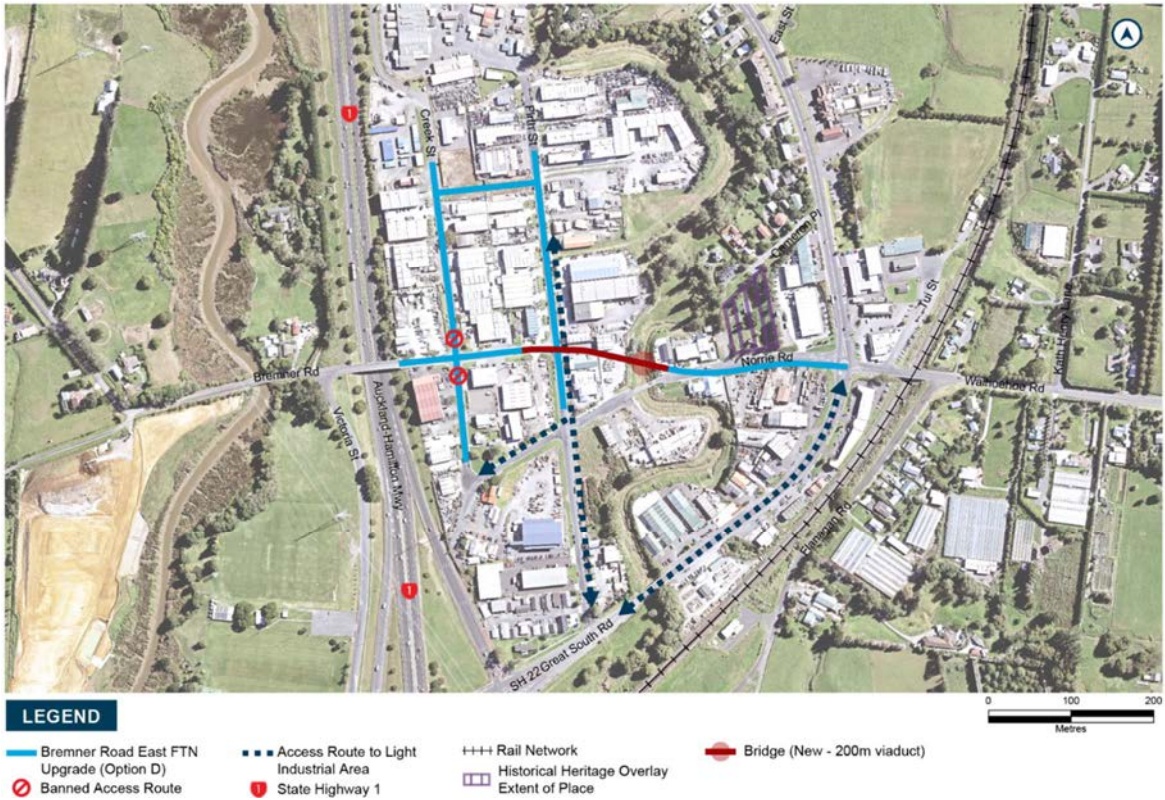 East St
Creek St
Firth St
1
Cameron Pl
Tui St
Keith Henry Lane
Bremner Rd
Norrie Rd
Waihoehoe Rd
Victoria St
Auckland Hamilton Mwy
Flanagan Rd
1
SH 22 Great South Rd
LEGEND
Bremner Road East FTN
Upgrade (Option D)
Banned Access Route
Access Route to Light
Industrial Area
1 State Highway 1
Rail Network
Historical Heritage Overlay
Extent of Place
Bridge (New - 200m viaduct)
0 100 200
Metres